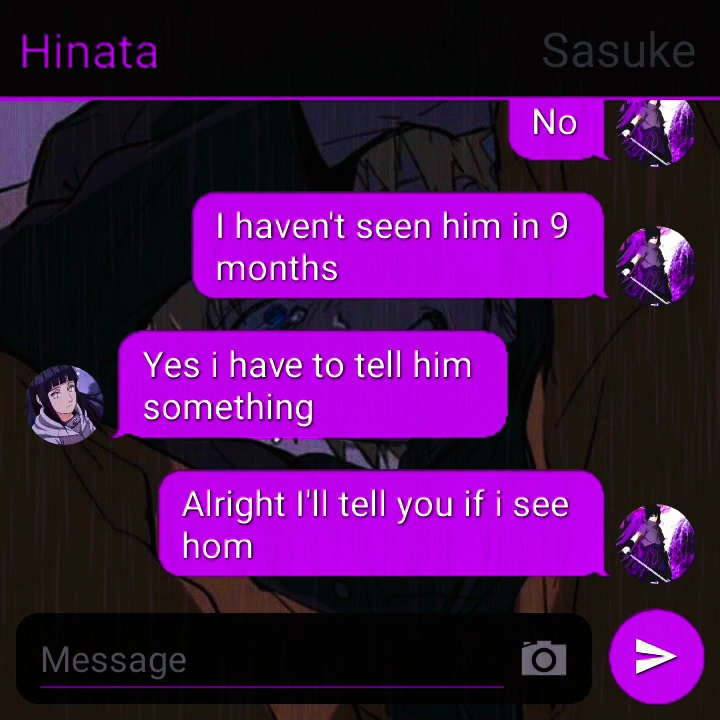 Hinata
Sasuke
No
I haven't seen him in 9
months
Yes i have to tell him
something
Alright I'll tell you if i see
hom
Message